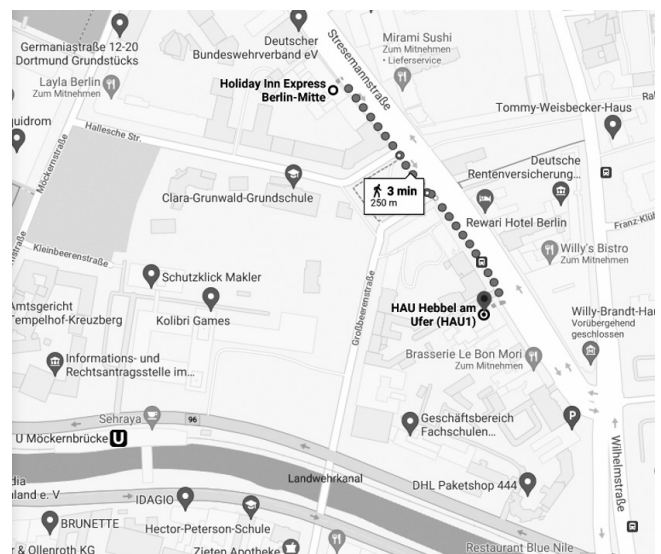 Germaniastraße 12-20
Dortmund Grundstücks
Deutscher
Bundeswehrverband eV
Mirami Sushi
Zum Mitnehmen
• Lieferservice
Stresemannstraße
Layla Berlin
Zum Mitnehmen
Holiday Inn Express
Berlin-Mitte
Tommy-Weisbecker-Haus
quidrom
Möckernstraße
Hallesche Str.
Clara-Grunwald-Grundschule
3 min
250 m
Deutsche
Rentenversicherung...
Rewari Hotel Berlin
Franz-Klü
Kleinbeerenstraße
Willy's Bistro
Zum Mitnehmen
Schutzklick Makler
Kolibri Games
Großbeerenstraße
HAU Hebbel am
Ufer (HAU1)
Amtsgericht
Tempelhof-Kreuzberg
Willy-Brandt-Hau
Vorübergehend
geschlossen
Brasserie Le Bon Mori
Zum Mitnehmen
Informations- und
Rechtsantragsstelle im...
Sehraya
96
Geschäftsbereich
Fachschulen...
P
U Möckernbrücke U
Wilhelmstraße
Landwehrkanal
DHL Paketshop 444
dia
hland e. V
IDAGIO
BRUNETTE
Hector-Peterson-Schule
Restaurant Blue Nile
& Ollenroth KG
Zieten Apotheke